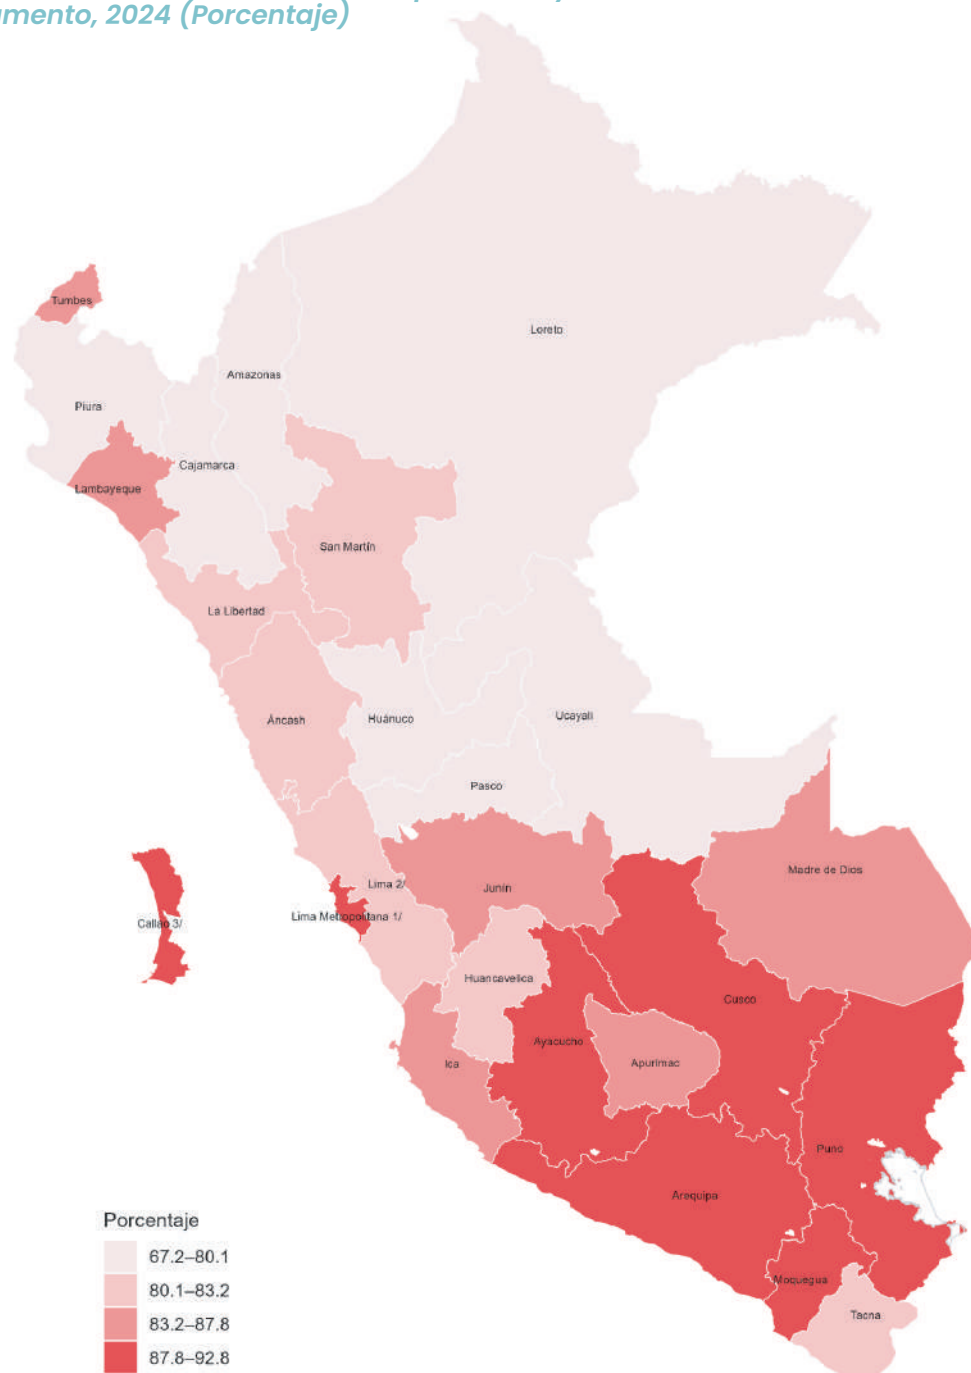 amento, 2024 (Porcentaje)
Tumbes
Loreto
Amazonas
Piura
Cajamarca
Lambayeque
San Martín
La Libertad
Áncash
Huánuco
Ucayali
Pasco
Madre de Dios
Lima 2/
Junín
Lima Metropolitana 1/
Callao 3/
Huancavelica
Cusco
Ayacucho
Ica
Apurímac
Puno
Arequipa
Moquegua
Tacna
Porcentaje
67.2–80.1
80.1–83.2
83.2–87.8
87.8–92.8